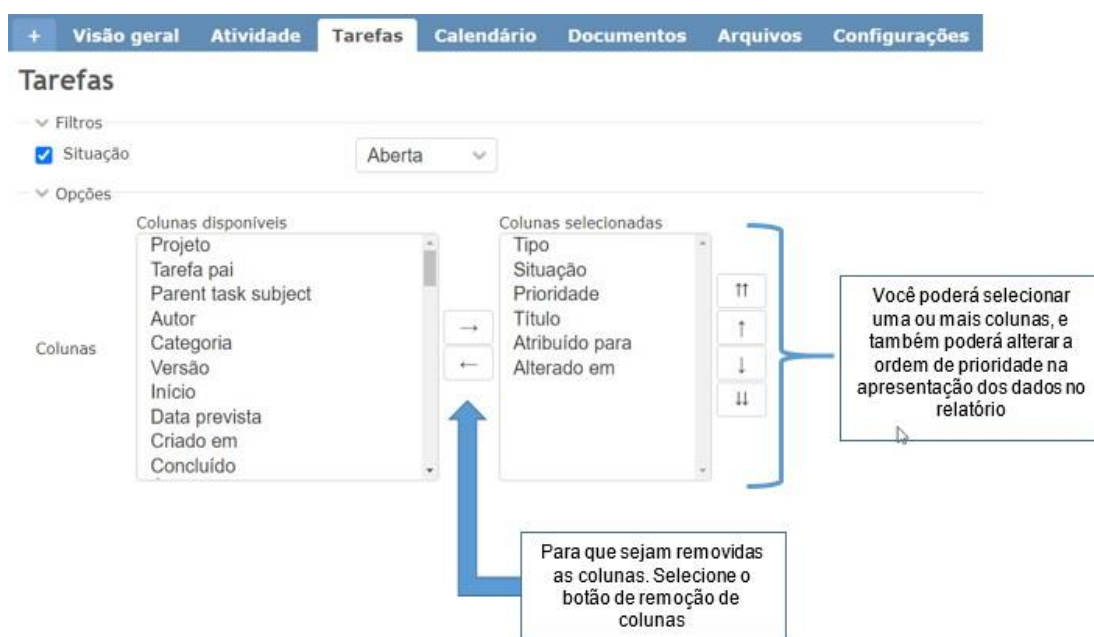 + Visão geral Atividade Tarefas Calendário Documentos Arquivos Configurações
Tarefas
Filtros
Situação Aberta
Opções
Colunas
Colunas disponíveis
Projeto
Tarefa pai
Parent task subject
Autor
Categoria
Versão
Início
Data prevista
Criado em
Concluído
→
←
Colunas selecionadas
Tipo
Situação
Prioridade
Título
Atribuído para
Alterado em
⇈
↑
↓
⇊
Você poderá selecionar
uma ou mais colunas, e
também poderá alterar a
ordem de prioridade na
apresentação dos dados no
relatório
Para que sejam removidas
as colunas. Selecione o
botão de remoção de
colunas